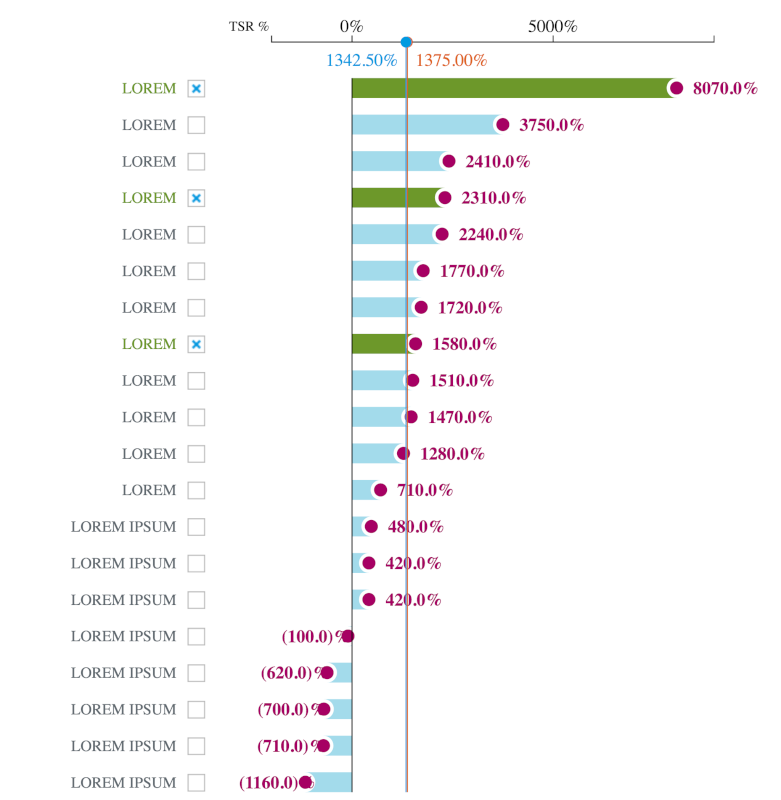 TSR % 0% 5000%
1342.50% 1375.00%
LOREM 8070.0%
LOREM 3750.0%
LOREM 2410.0%
LOREM 2310.0%
LOREM 2240.0%
LOREM 1770.0%
LOREM 1720.0%
LOREM 1580.0%
LOREM 1510.0%
LOREM 1470.0%
LOREM 1280.0%
LOREM 710.0%
LOREM IPSUM 480.0%
LOREM IPSUM 420.0%
LOREM IPSUM 420.0%
LOREM IPSUM (100.0)%
LOREM IPSUM (620.0)%
LOREM IPSUM (700.0)%
LOREM IPSUM (710.0)%
LOREM IPSUM (1160.0)%